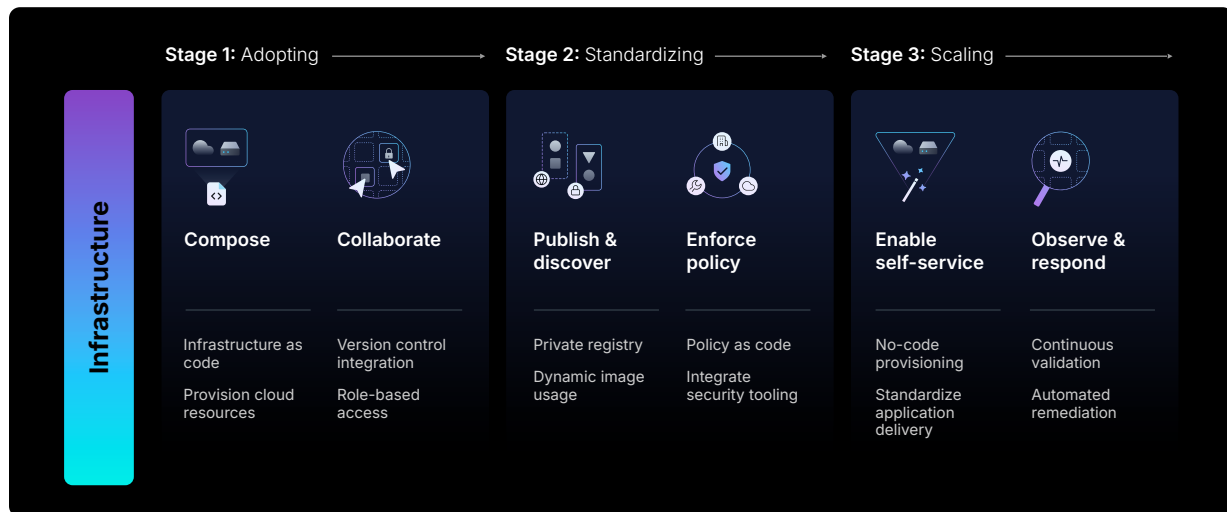 Stage 1: Adopting
Stage 2: Standardizing
Stage 3: Scaling
Infrastructure
Compose
Infrastructure as
code
Provision cloud
resources
Collaborate
Version control
integration
Role-based
access
Publish &
discover
Private registry
Dynamic image
usage
Enforce
policy
Policy as code
Integrate
security tooling
Enable
self-service
No-code
provisioning
Standardize
application
delivery
Observe &
respond
Continuous
validation
Automated
remediation